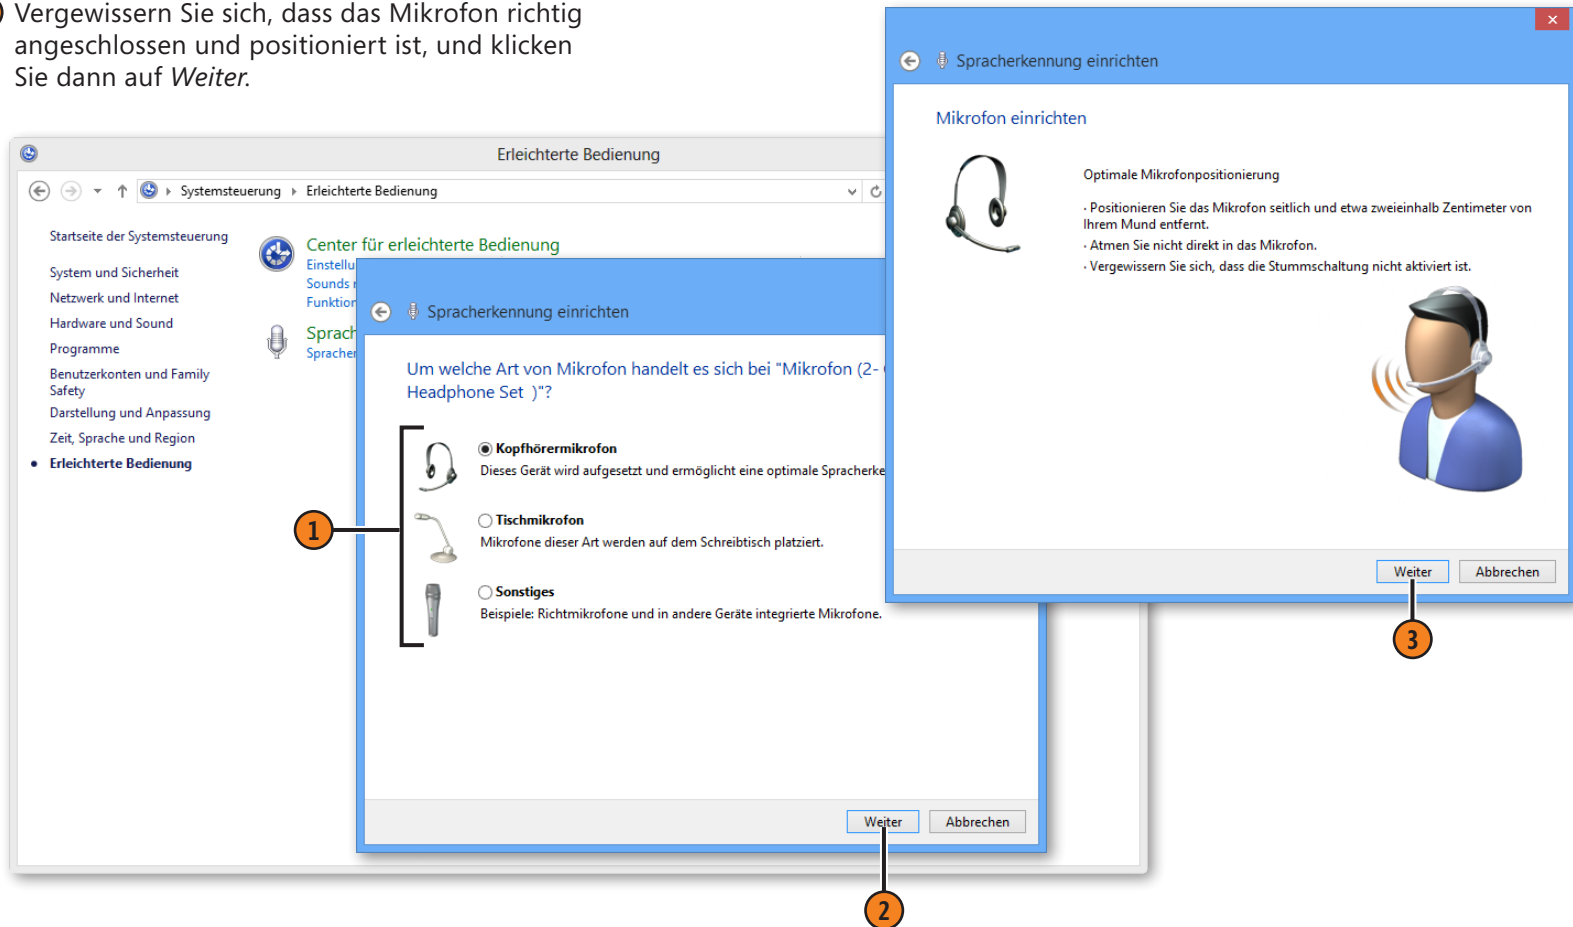 Vergewissern Sie sich, dass das Mikrofon richtig
angeschlossen und positioniert ist, und klicken
Sie dann auf Weiter.
Erleichterte Bedienung
Systemsteuerung
Erleichterte Bedienung
Startseite der Systemsteuerung
System und Sicherheit
Netzwerk und Internet
Hardware und Sound
Programme
Benutzerkonten und Family
Safety
Darstellung und Anpassung
Zeit, Sprache und Region
Erleichterte Bedienung
Center für erleichterte Bedienung
Einstellu
Sounds
Funktion
Sprach
Spracher
Spracherkennung einrichten
Um welche Art von Mikrofon handelt es sich bei "Mikrofon (2-
Headphone Set )"?
Kopfhörermikrofon
Dieses Gerät wird aufgesetzt und ermöglicht eine optimale Spracherke
Tischmikrofon
Mikrofone dieser Art werden auf dem Schreibtisch platziert.
Sonstiges
Beispiele: Richtmikrofone und in andere Geräte integrierte Mikrofone.
Weiter
Abbrechen
1
2
Spracherkennung einrichten
Mikrofon einrichten
Optimale Mikrofonpositionierung
· Positionieren Sie das Mikrofon seitlich und etwa zweieinhalb Zentimeter von
Ihrem Mund entfernt.
· Atmen Sie nicht direkt in das Mikrofon.
· Vergewissern Sie sich, dass die Stummschaltung nicht aktiviert ist.
Weiter
Abbrechen
3